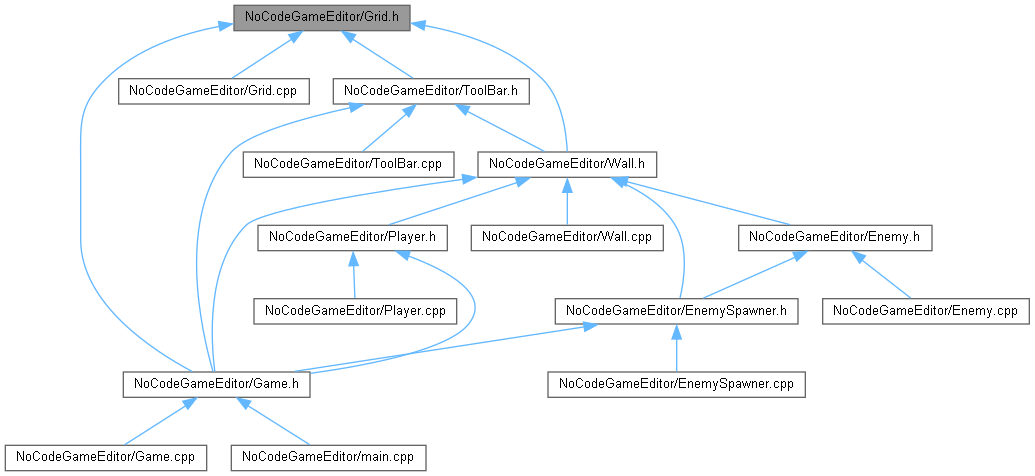 NoCodeGameEditor/Grid.h
NoCodeGameEditor/Grid.cpp
NoCodeGameEditor/ToolBar.h
NoCodeGameEditor/ToolBar.cpp
NoCodeGameEditor/Wall.h
NoCodeGameEditor/Player.h
NoCodeGameEditor/Wall.cpp
NoCodeGameEditor/Enemy.h
NoCodeGameEditor/Player.cpp
NoCodeGameEditor/EnemySpawner.h
NoCodeGameEditor/Enemy.cpp
NoCodeGameEditor/Game.h
NoCodeGameEditor/EnemySpawner.cpp
NoCodeGameEditor/Game.cpp
NoCodeGameEditor/main.cpp